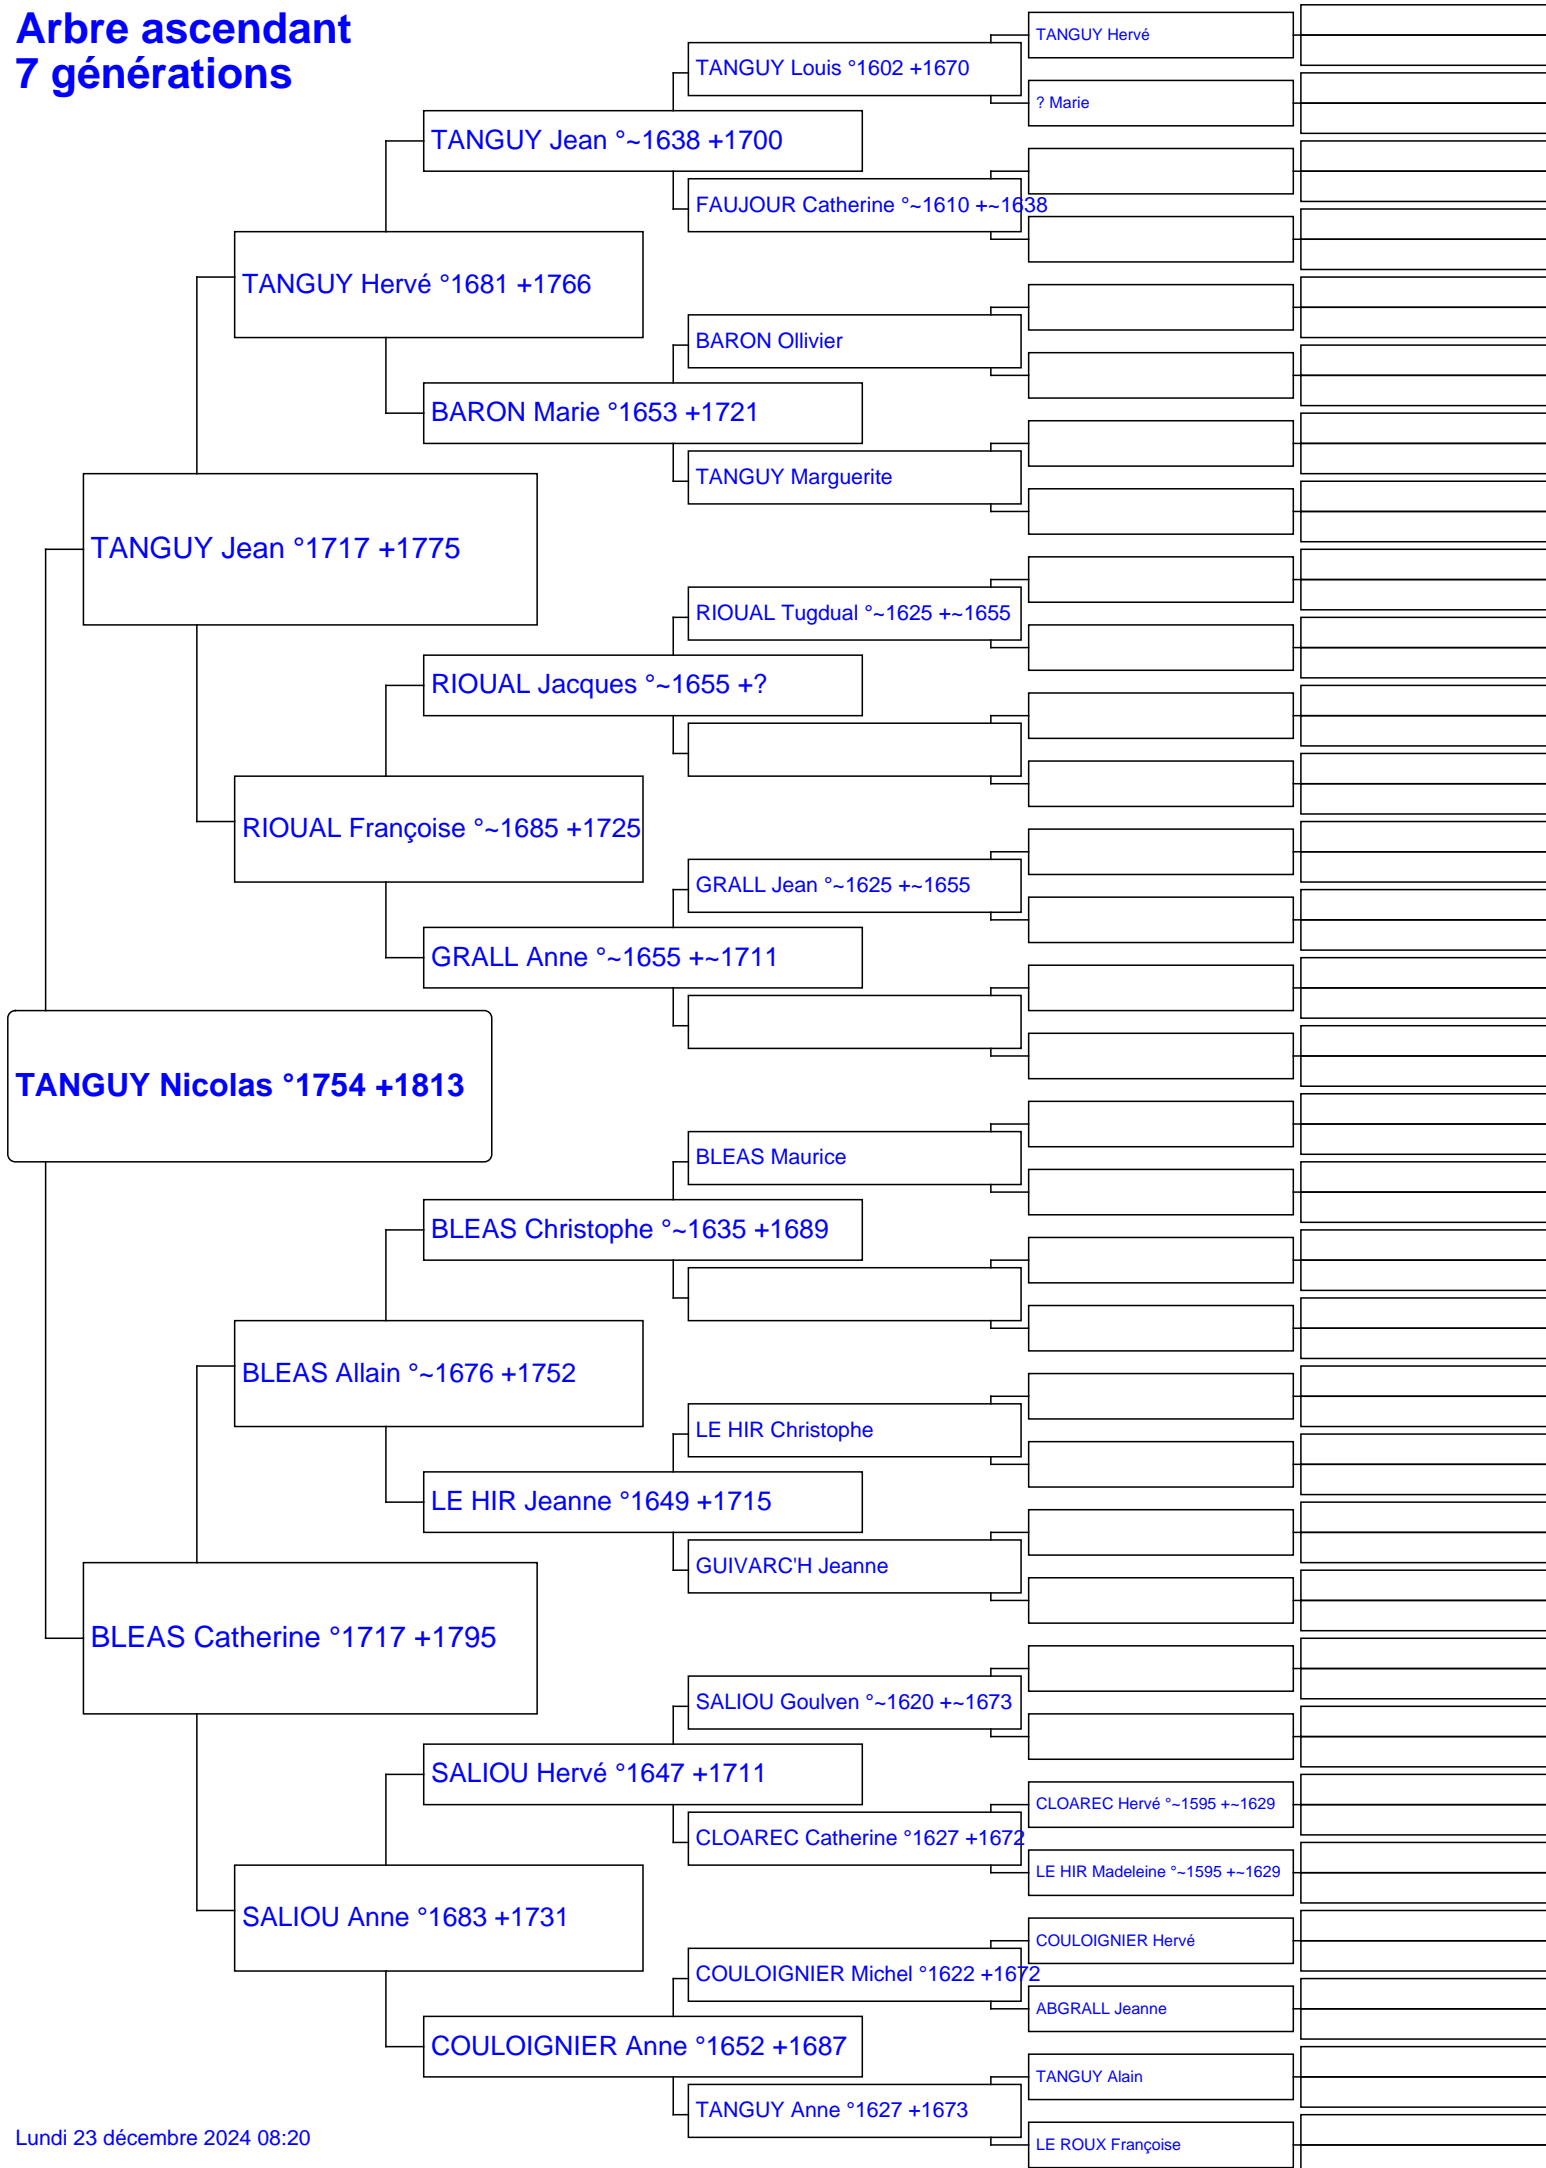 Arbre ascendant
7 générations
TANGUY Hervé
TANGUY Louis °1602 +1670
? Marie
TANGUY Jean °~1638 +1700
FAUJOUR Catherine °~1610 +~1638
TANGUY Hervé °1681 +1766
BARON Ollivier
BARON Marie °1653 +1721
TANGUY Marguerite
TANGUY Jean °1717 +1775
RIOUAL Tugdual °~1625 +~1655
RIOUAL Jacques °~1655 +?
RIOUAL Françoise °~1685 +1725
GRALL Jean °~1625 +~1655
GRALL Anne °~1655 +~1711
TANGUY Nicolas °1754 +1813
BLEAS Maurice
BLEAS Christophe °~1635 +1689
BLEAS Allain °~1676 +1752
LE HIR Christophe
LE HIR Jeanne °1649 +1715
GUIVARC'H Jeanne
BLEAS Catherine °1717 +1795
SALIOU Goulven °~1620 +~1673
SALIOU Hervé °1647 +1711
CLOAREC Hervé °~1595 +~1629
CLOAREC Catherine °1627 +1672
LE HIR Madeleine °~1595 +~1629
SALIOU Anne °1683 +1731
COULOIGNIER Hervé
COULOIGNIER Michel °1622 +1672
ABGRALL Jeanne
COULOIGNIER Anne °1652 +1687
TANGUY Alain
TANGUY Anne °1627 +1673
LE ROUX Françoise
Lundi 23 décembre 2024 08:20